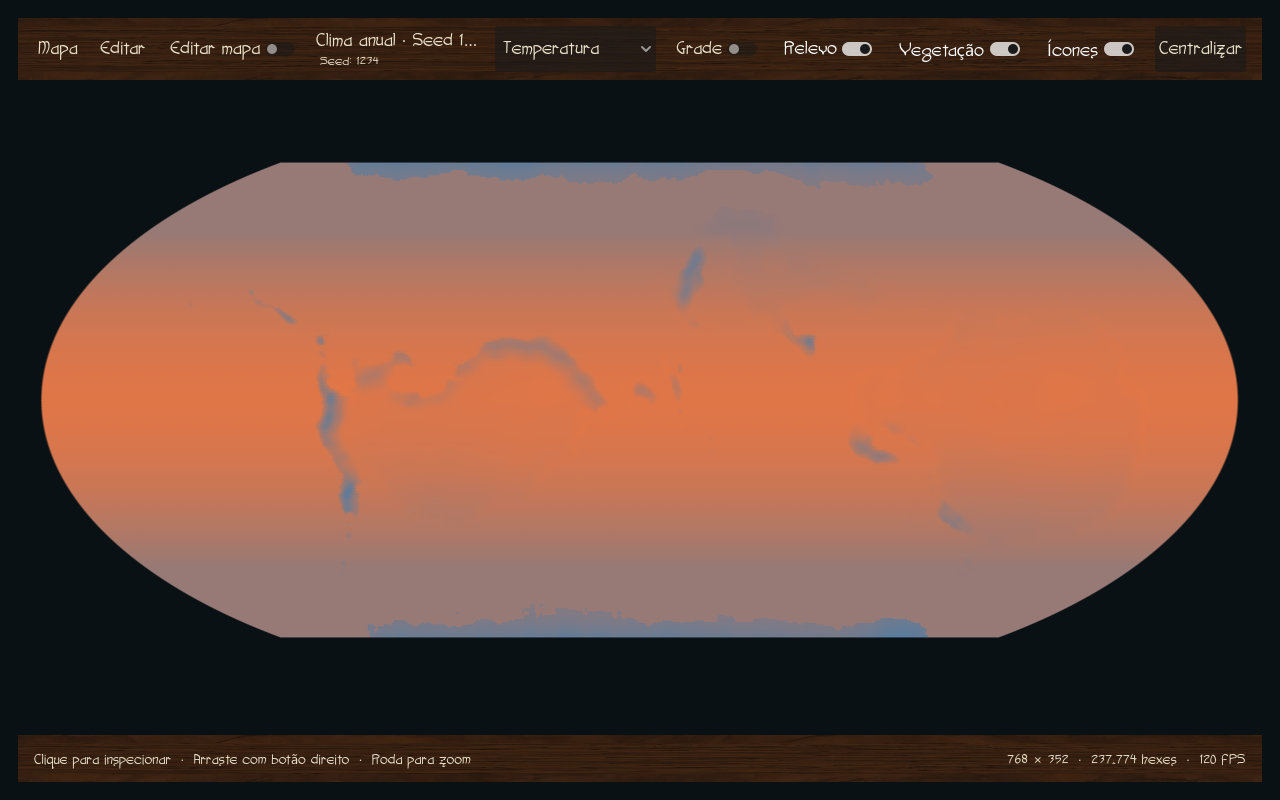 Mapa
Editar
Editar mapa
Clima anual · Seed 1...
Seed: 1234
Temperatura
Grade
Relevo
Vegetação
Ícones
Centralizar
Clique para inspecionar · Arraste com botão direito · Roda para zoom
768 × 352 · 237.774 hexes · 120 FPS